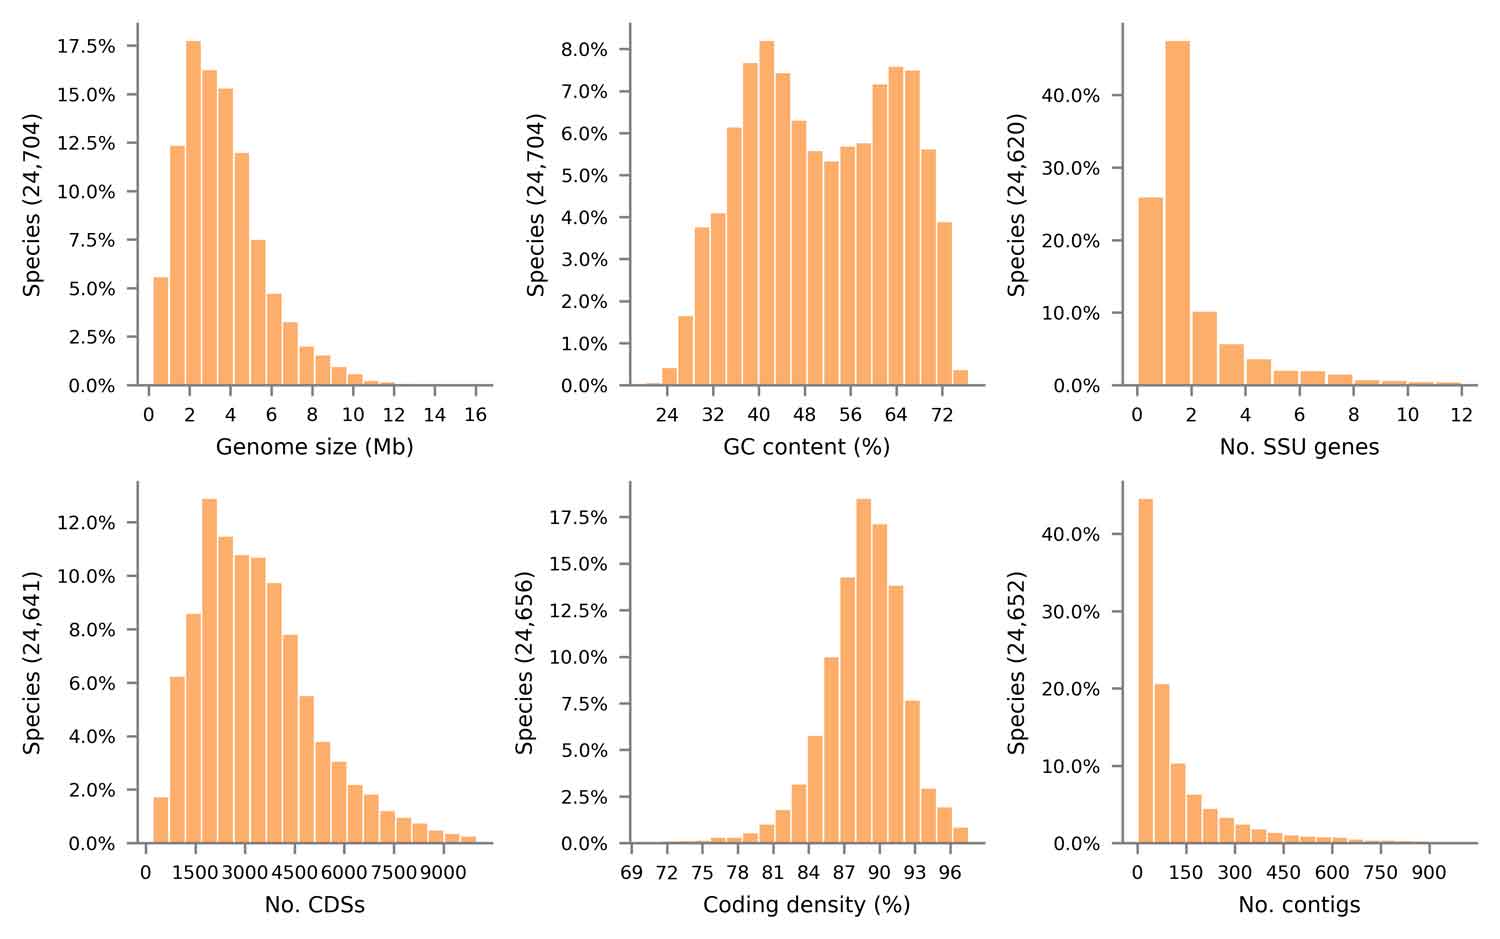 Species (24,704)
17.5%
15.0%
12.5%
10.0%
7.5%
5.0%
2.5%
0.0%
0 2 4 6 8 10 12 14 16
Genome size (Mb)
Species (24,704)
8.0%
7.0%
6.0%
5.0%
4.0%
3.0%
2.0%
1.0%
0.0%
24 32 40 48 56 64 72
GC content (%)
Species (24,620)
40.0%
30.0%
20.0%
10.0%
0.0%
0 2 4 6 8 10 12
No. SSU genes
Species (24,641)
12.0%
10.0%
8.0%
6.0%
4.0%
2.0%
0.0%
0 1500 3000 4500 6000 7500 9000
No. CDSs
Species (24,656)
17.5%
15.0%
12.5%
10.0%
7.5%
5.0%
2.5%
0.0%
69 72 75 78 81 84 87 90 93 96
Coding density (%)
Species (24,652)
40.0%
30.0%
20.0%
10.0%
0.0%
0 150 300 450 600 750 900
No. contigs